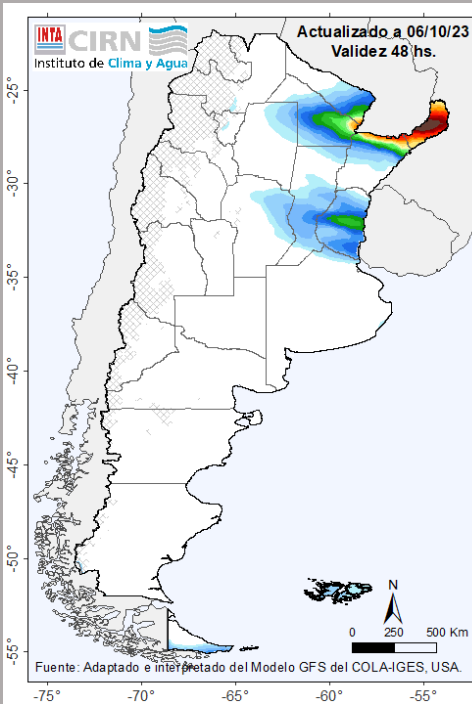 INTA CIRN
Instituto de Clima y Agua
Actualizado a 06/10/23
Validez 48 hs.
-25°
-30°
-35°
-40°
-45°
-50°
-55°
N
0 250 500 Km
Fuente: Adaptado e interpretado del Modelo GFS del COLA-IGES, USA.
-75° -70° -65° -60° -55°